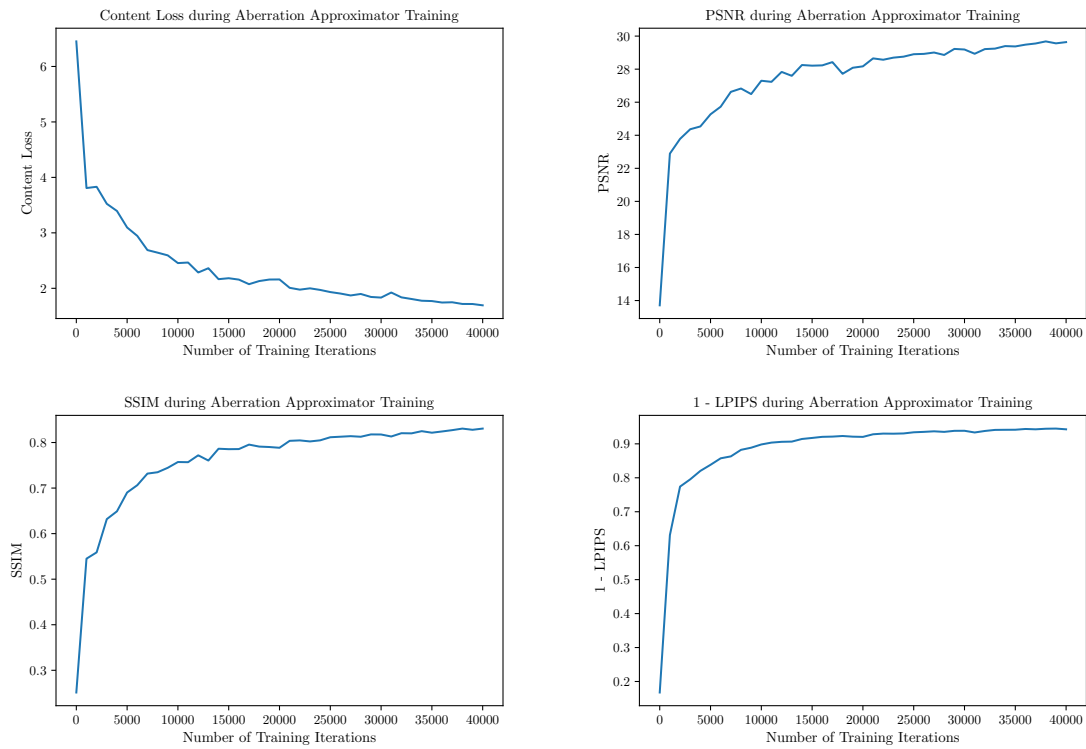 Content Loss during Aberration Approximator Training
6
5
4
3
2
Content Loss
0 5000 10000 15000 20000 25000 30000 35000 40000
Number of Training Iterations
PSNR during Aberration Approximator Training
30
28
26
24
22
20
18
16
14
PSNR
0 5000 10000 15000 20000 25000 30000 35000 40000
Number of Training Iterations
SSIM during Aberration Approximator Training
0.8
0.7
0.6
0.5
0.4
0.3
SSIM
0 5000 10000 15000 20000 25000 30000 35000 40000
Number of Training Iterations
1 - LPIPS during Aberration Approximator Training
0.9
0.8
0.7
0.6
0.5
0.4
0.3
0.2
1 - LPIPS
0 5000 10000 15000 20000 25000 30000 35000 40000
Number of Training Iterations